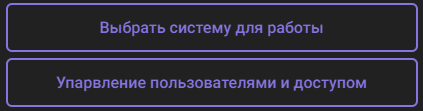 Выбрать систему для работы
Упарвление пользователями и доступом